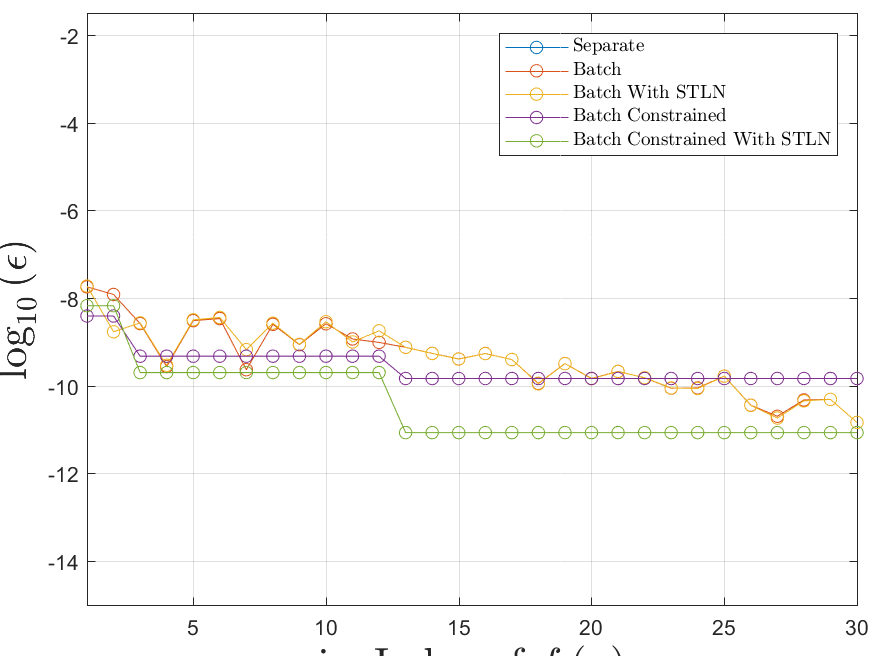 -2
-4
-6
-8
-10
-12
-14
log10 (ϵ)
Separate
Batch
Batch With STLN
Batch Constrained
Batch Constrained With STLN
5 10 15 20 25 30